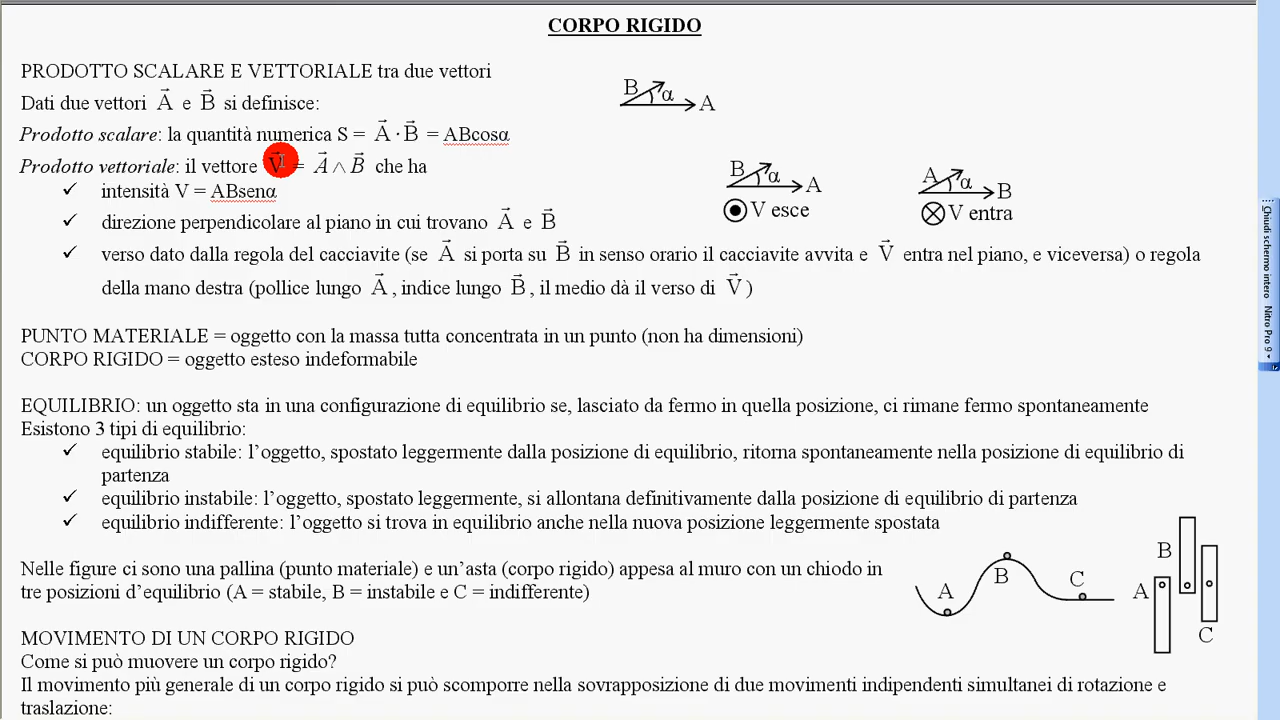 CORPO RIGIDO
PRODOTTO SCALARE E VETTORIALE tra due vettori
Dati due vettori A⃗ e B⃗ si definisce:
B α A
Prodotto scalare: la quantità numerica S = A⃗ · B⃗ = ABcosα
Prodotto vettoriale: il vettore V⃗ = A⃗ ∧ B⃗ che ha
✓ intensità V = ABsenα
B α A
V esce
A α B
V entra
✓ direzione perpendicolare al piano in cui trovano A⃗ e B⃗
✓ verso dato dalla regola del cacciavite (se A⃗ si porta su B⃗ in senso orario il cacciavite avvita e V⃗ entra nel piano, e viceversa) o regola
della mano destra (pollice lungo A⃗, indice lungo B⃗, il medio dà il verso di V⃗)
PUNTO MATERIALE = oggetto con la massa tutta concentrata in un punto (non ha dimensioni)
CORPO RIGIDO = oggetto esteso indeformabile
EQUILIBRIO: un oggetto sta in una configurazione di equilibrio se, lasciato da fermo in quella posizione, ci rimane fermo spontaneamente
Esistono 3 tipi di equilibrio:
✓ equilibrio stabile: l'oggetto, spostato leggermente dalla posizione di equilibrio, ritorna spontaneamente nella posizione di equilibrio di
partenza
✓ equilibrio instabile: l'oggetto, spostato leggermente, si allontana definitivamente dalla posizione di equilibrio di partenza
✓ equilibrio indifferente: l'oggetto si trova in equilibrio anche nella nuova posizione leggermente spostata
Nelle figure ci sono una pallina (punto materiale) e un'asta (corpo rigido) appesa al muro con un chiodo in
tre posizioni d'equilibrio (A = stabile, B = instabile e C = indifferente)
A B C
A B C
MOVIMENTO DI UN CORPO RIGIDO
Come si può muovere un corpo rigido?
Il movimento più generale di un corpo rigido si può scomporre nella sovrapposizione di due movimenti indipendenti simultanei di rotazione e
traslazione:
Chiudi schermo intero Nitro Pro 9